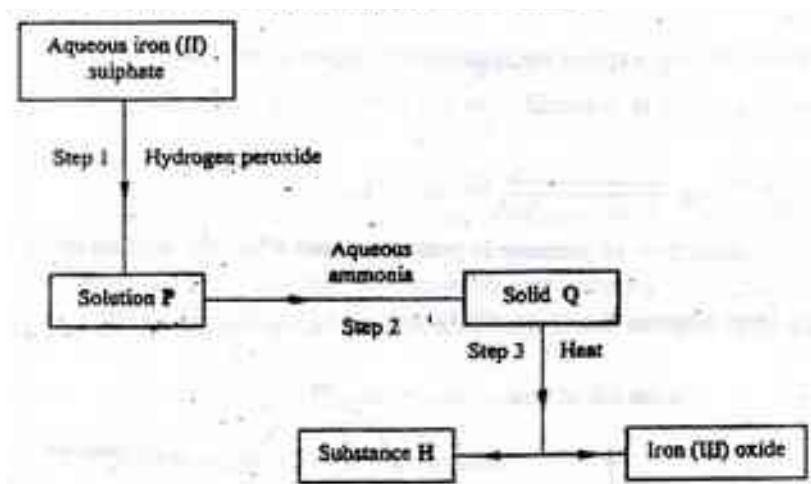 Aqueous iron (II)
sulphate
Step 1
Hydrogen peroxide
Aqueous
ammonia
Solution P
Step 2
Solid Q
Step 3
Heat
Substance H
Iron (III) oxide